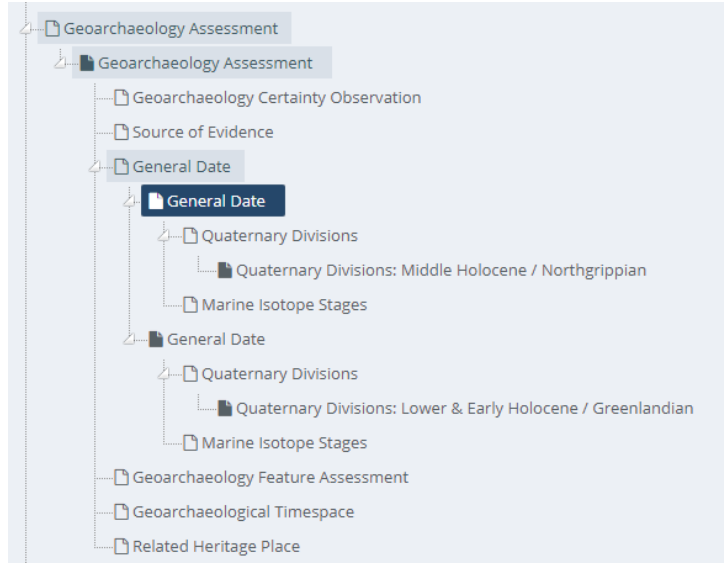 Geoarchaeology Assessment
Geoarchaeology Assessment
Geoarchaeology Certainty Observation
Source of Evidence
General Date
General Date
Quaternary Divisions
Quaternary Divisions: Middle Holocene / Northgrippian
Marine Isotope Stages
General Date
Quaternary Divisions
Quaternary Divisions: Lower & Early Holocene / Greenlandian
Marine Isotope Stages
Geoarchaeology Feature Assessment
Geoarchaeological Timespace
Related Heritage Place